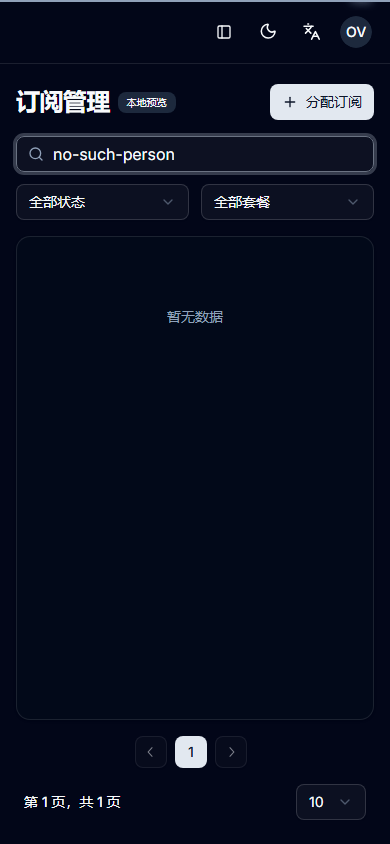 OV
订阅管理
本地预览
分配订阅
no-such-person
全部状态
全部套餐
暂无数据
1
第 1 页，共 1 页
10